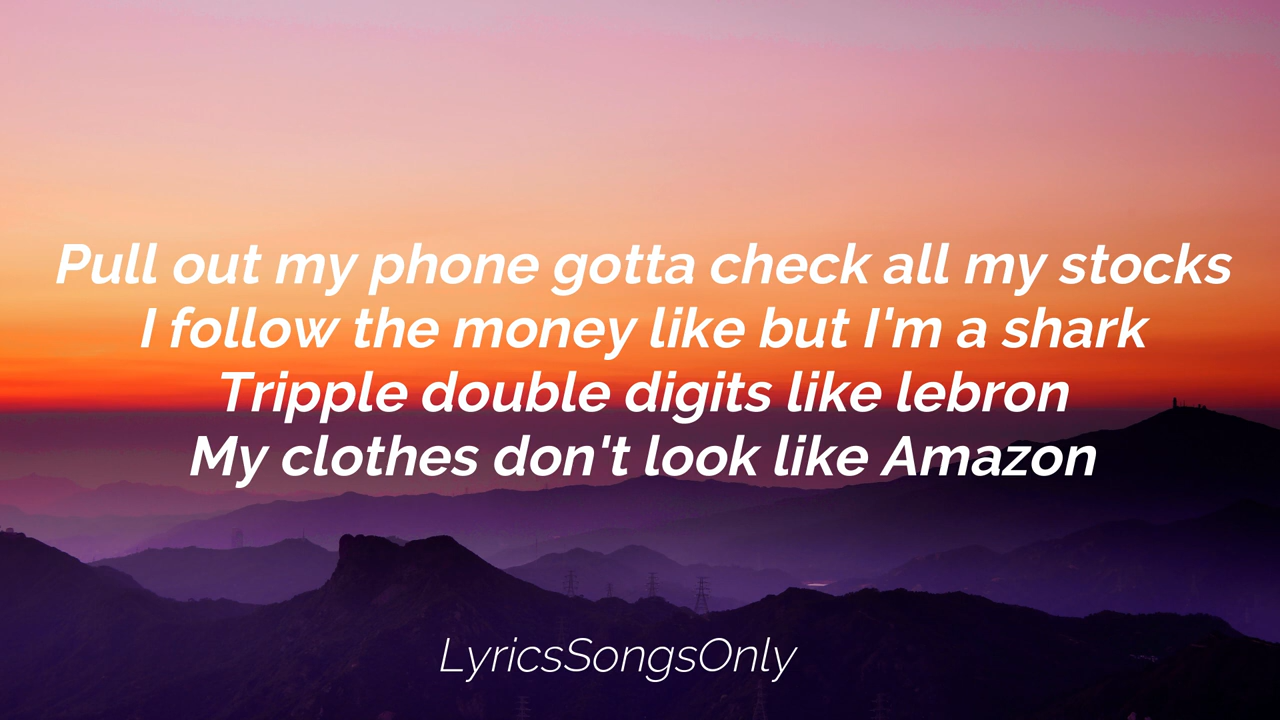 Pull out my phone gotta check all my stocks
I follow the money like but I'm a shark
Tripple double digits like lebron
My clothes don't look like Amazon
LyricsSongsOnly